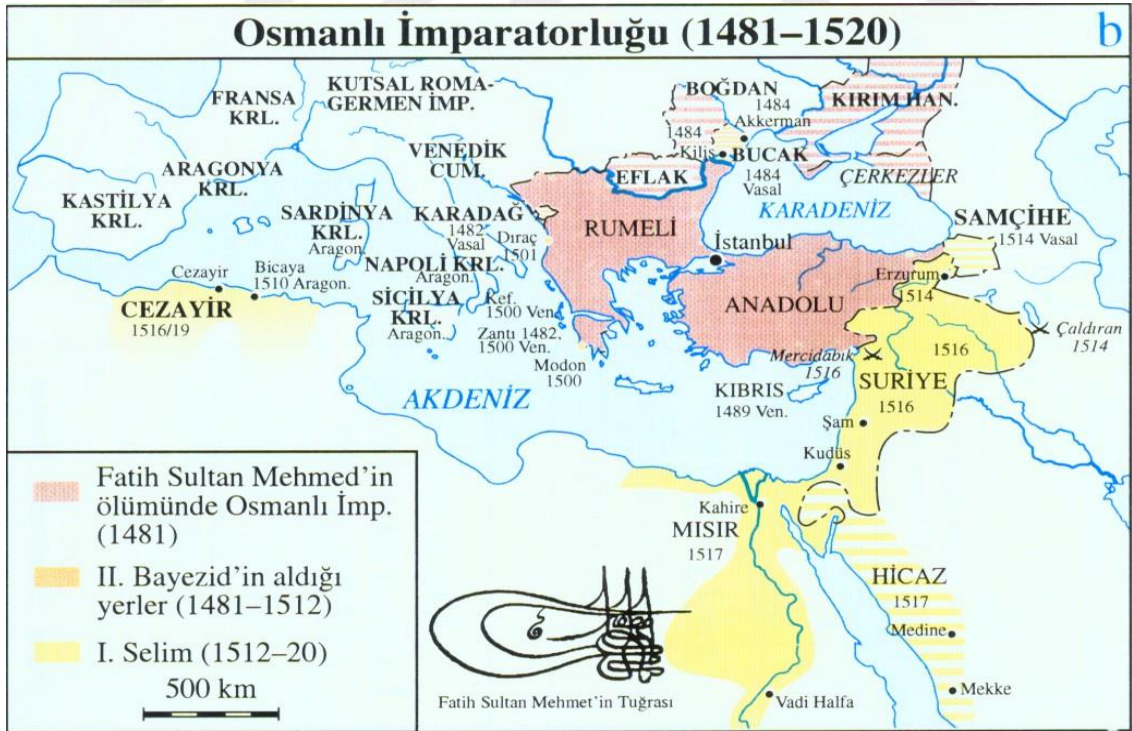 Osmanlı İmparatorluğu (1481–1520)
b
FRANSA
KRL.
KUTSAL ROMA-
GERMEN İMP.
BOĞDAN
1484
Akkerman
KIRIM HAN.
1484
Kilis
BUCAK
1484
Vasal
ÇERKEZLER
VENEDİK
CUM.
ARAGONYA
KRL.
KASTİLYA
KRL.
EFLAK
SARDİNYA
KRL.
Aragon.
KARADAĞ
1482
Vasal
Dıraç
1501
RUMELİ
KARADENİZ
İstanbul
SAMÇİHE
1514 Vasal
Cezayir
Bicaya
1510 Aragon.
CEZAYİR
1516/19
NAPOLİ KRL.
Aragon.
SİÇİLYA
KRL.
Aragon.
Kef.
1500 Ven.
Zantı 1482,
1500 Ven.
Modon
1500
ANADOLU
Erzurum
1514
Çaldıran
1514
Mercidabık
1516
1516
SURİYE
1516
AKDENİZ
KIBRIS
1489 Ven.
Şam
Kudüs
Kahire
MISIR
1517
HİCAZ
1517
Medine
Mekke
Vadi Halfa
Fatih Sultan Mehmed’in
ölümünde Osmanlı İmp.
(1481)
II. Bayezid’in aldığı
yerler (1481–1512)
I. Selim (1512–20)
500 km
Fatih Sultan Mehmet’in Tuğrası